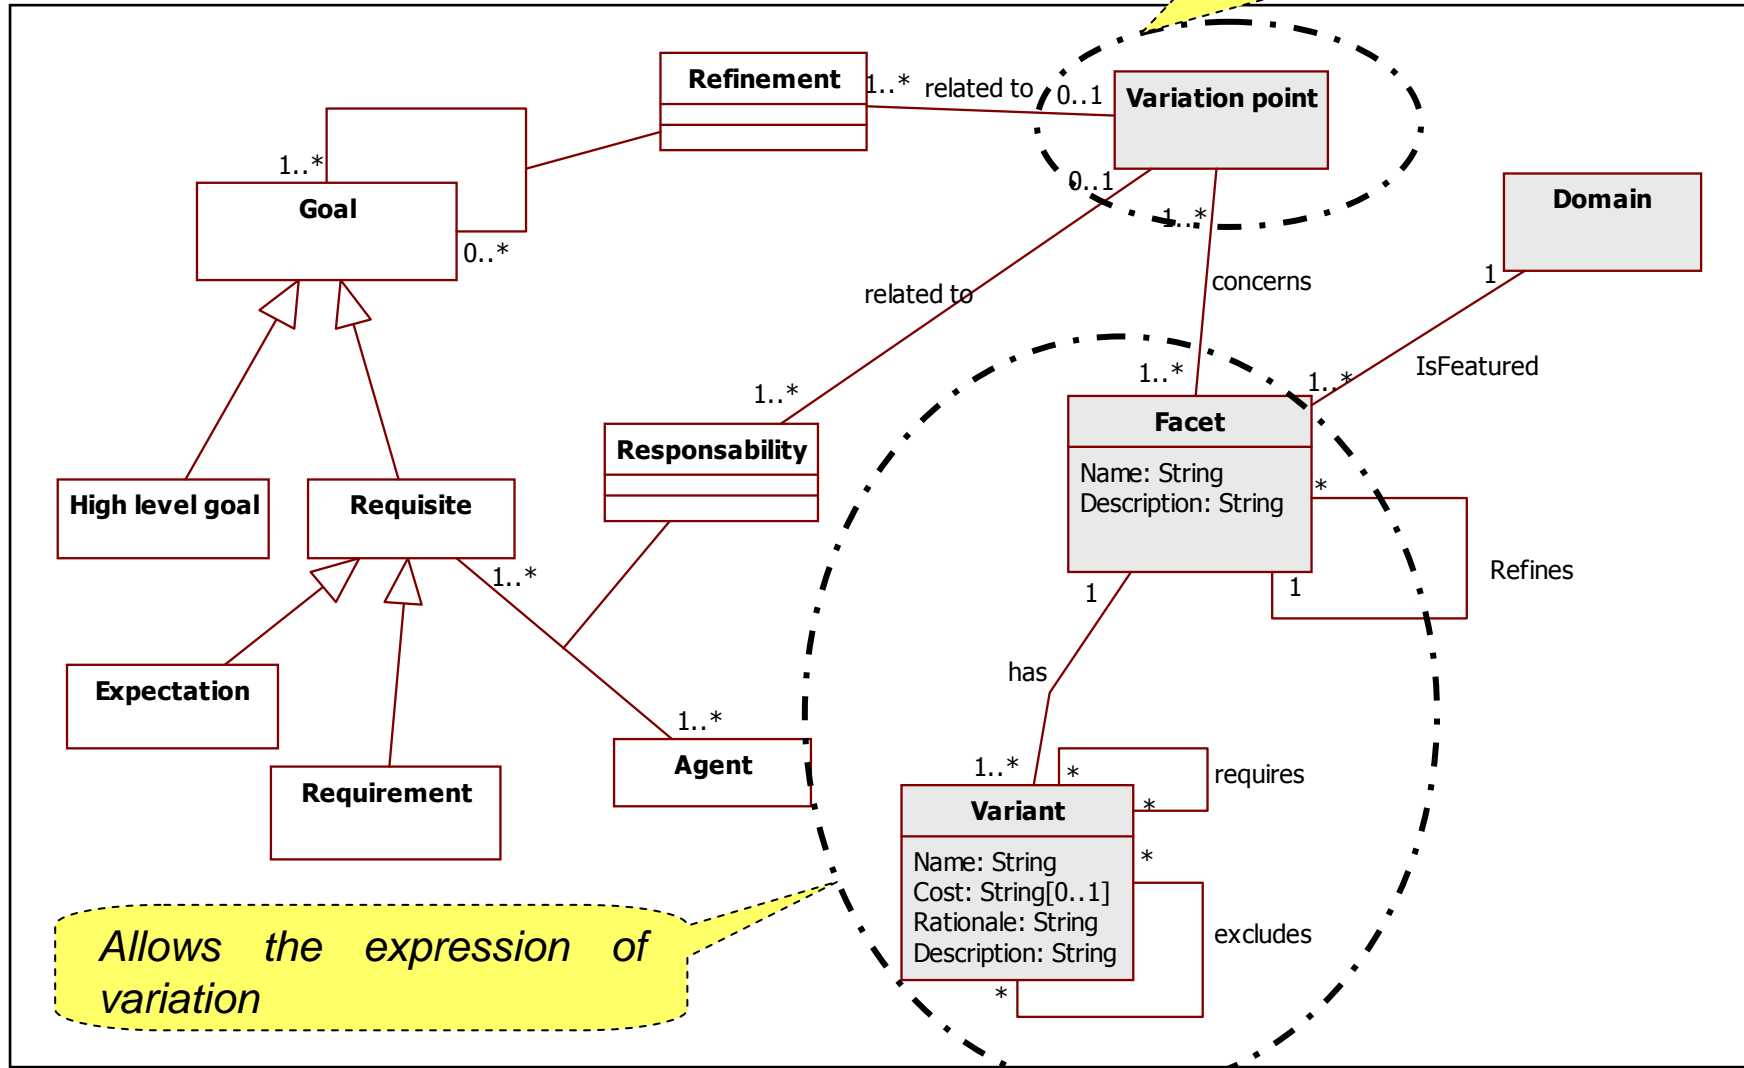 Refinement
1..*
related to
0..1
Variation point
1..*
Goal
0..*
0..1
1..*
Domain
1
related to
concerns
IsFeatured
1..*
1..*
1..*
Facet
Name: String
Description: String
*
Refines
1
1
Responsability
High level goal
Requisite
1..*
Expectation
Requirement
1..*
Agent
has
1..*
*
requires
*
Variant
Name: String
Cost: String[0..1]
Rationale: String
Description: String
*
excludes
*
Allows the expression of
variation